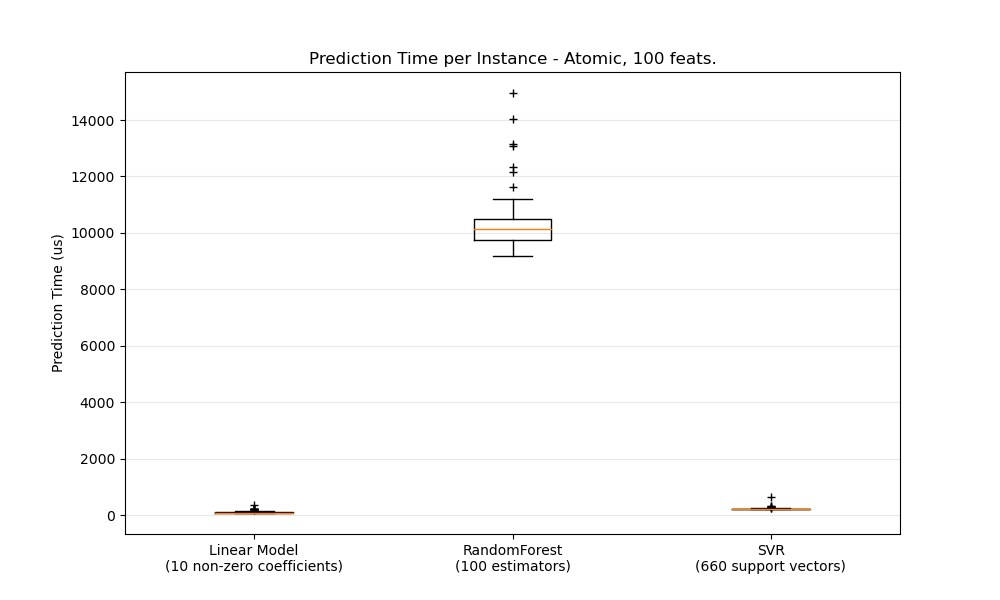 Prediction Time per Instance - Atomic, 100 feats.
Prediction Time (us)
14000
12000
10000
8000
6000
4000
2000
0
Linear Model
(10 non-zero coefficients)
RandomForest
(100 estimators)
SVR
(660 support vectors)